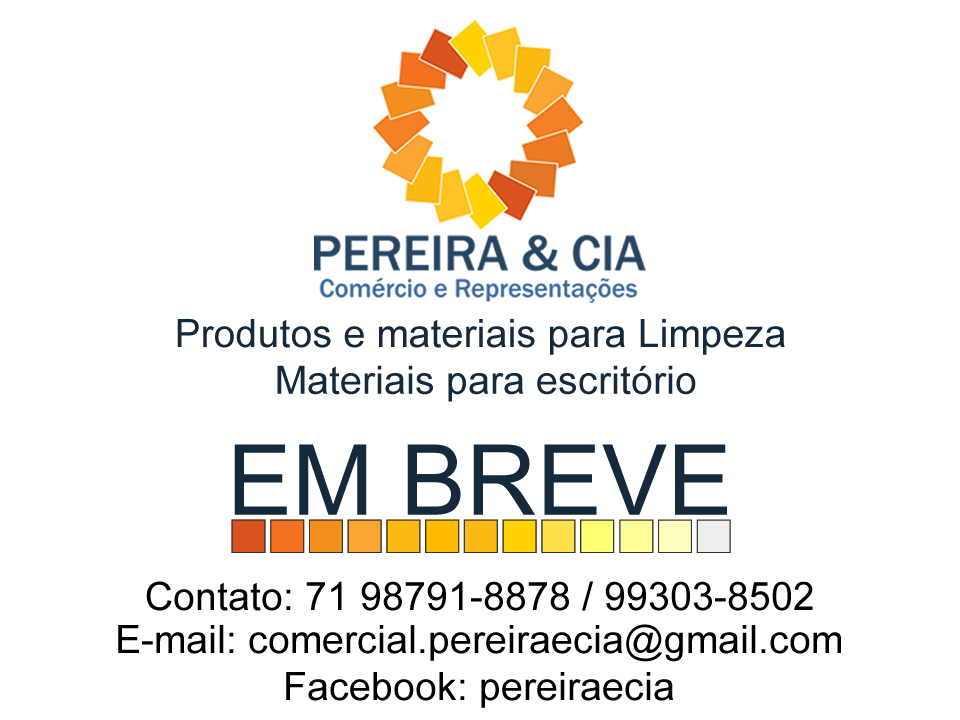 PEREIRA & CIA
Comércio e Representações
Produtos e materiais para Limpeza
Materiais para escritório
EM BREVE
Contato: 71 98791-8878 / 99303-8502
E-mail: comercial.pereiraecia@gmail.com
Facebook: pereiraecia